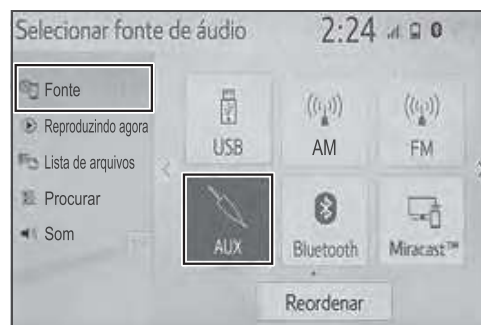 Selecionar fonte de áudio 2:24
Fonte
Reproduzindo agora
Lista de arquivos
Procurar
Som
USB AM FM
AUX Bluetooth Miracast™
Reordenar